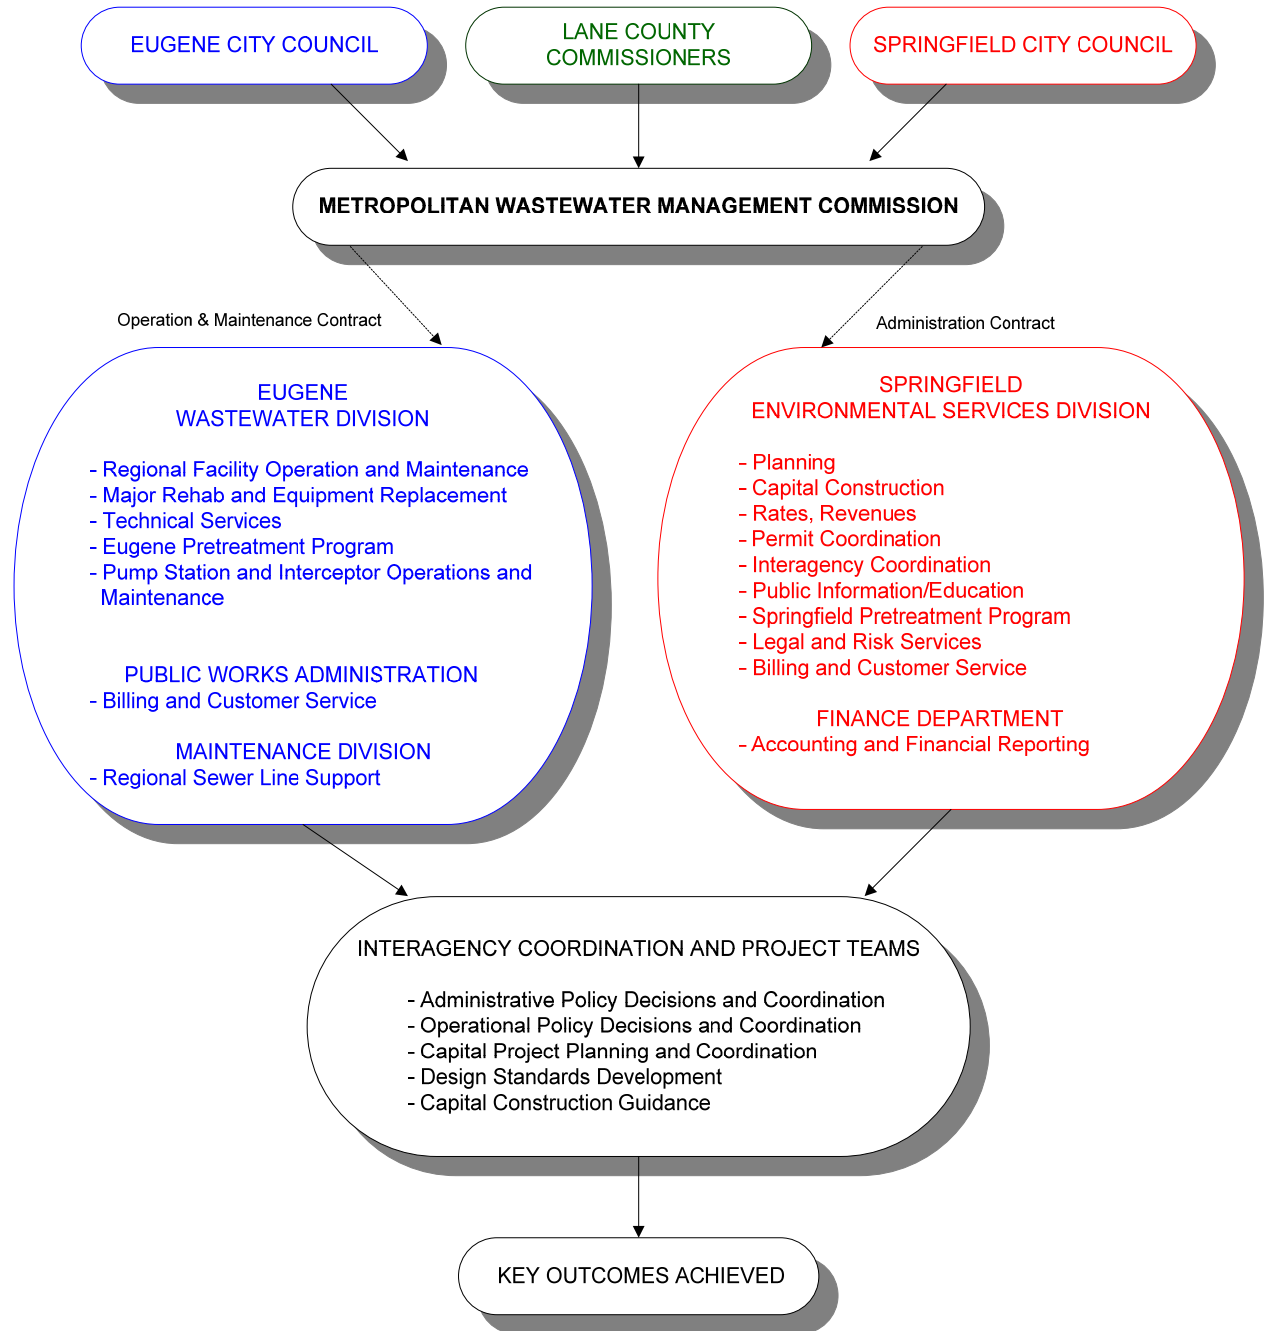 EUGENE CITY COUNCIL
LANE COUNTY
COMMISSIONERS
SPRINGFIELD CITY COUNCIL
METROPOLITAN WASTEWATER MANAGEMENT COMMISSION
Operation & Maintenance Contract
Administration Contract
EUGENE
WASTEWATER DIVISION
- Regional Facility Operation and Maintenance
- Major Rehab and Equipment Replacement
- Technical Services
- Eugene Pretreatment Program
- Pump Station and Interceptor Operations and
Maintenance
PUBLIC WORKS ADMINISTRATION
- Billing and Customer Service
MAINTENANCE DIVISION
- Regional Sewer Line Support
SPRINGFIELD
ENVIRONMENTAL SERVICES DIVISION
- Planning
- Capital Construction
- Rates, Revenues
- Permit Coordination
- Interagency Coordination
- Public Information/Education
- Springfield Pretreatment Program
- Legal and Risk Services
- Billing and Customer Service
FINANCE DEPARTMENT
- Accounting and Financial Reporting
INTERAGENCY COORDINATION AND PROJECT TEAMS
- Administrative Policy Decisions and Coordination
- Operational Policy Decisions and Coordination
- Capital Project Planning and Coordination
- Design Standards Development
- Capital Construction Guidance
KEY OUTCOMES ACHIEVED